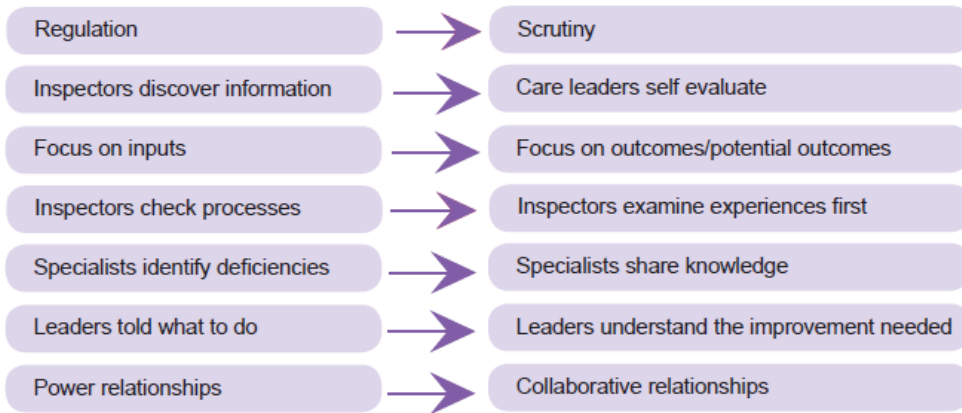 Regulation
Scrutiny
Inspectors discover information
Care leaders self evaluate
Focus on inputs
Focus on outcomes/potential outcomes
Inspectors check processes
Inspectors examine experiences first
Specialists identify deficiencies
Specialists share knowledge
Leaders told what to do
Leaders understand the improvement needed
Power relationships
Collaborative relationships